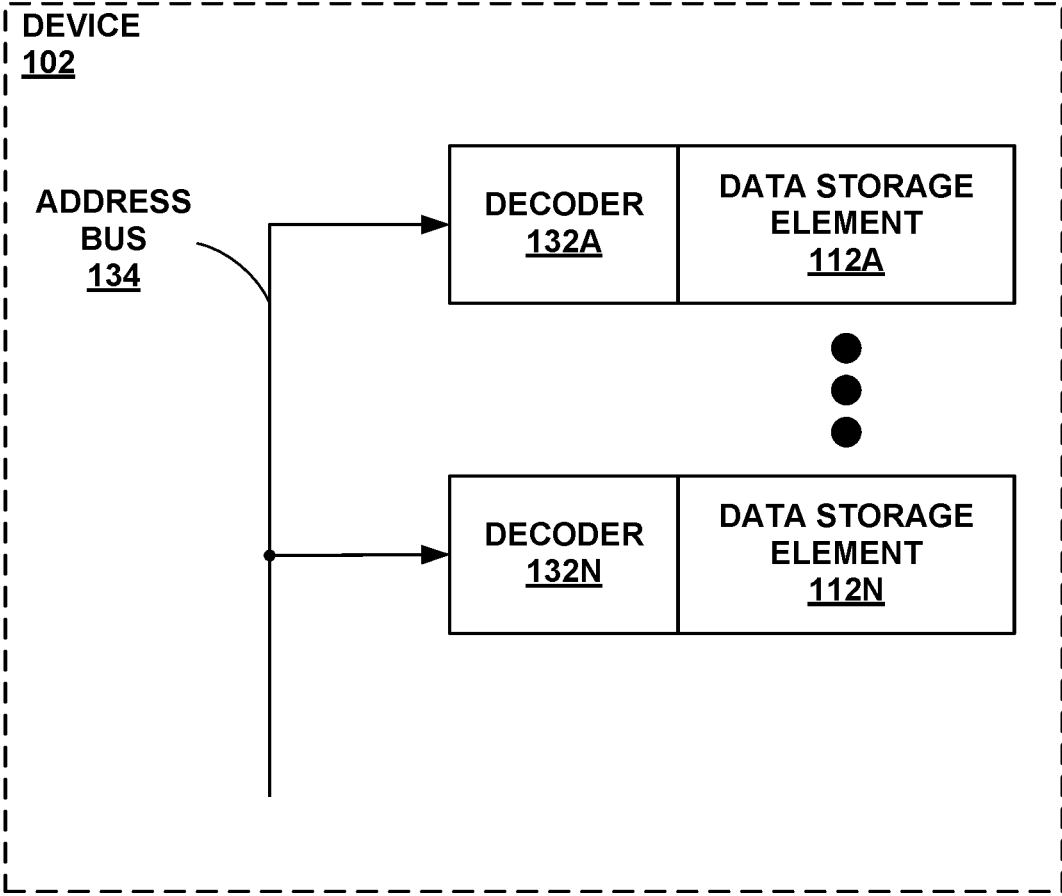 DEVICE
102
ADDRESS
BUS
134
DECODER
132A
DATA STORAGE
ELEMENT
112A
DECODER
132N
DATA STORAGE
ELEMENT
112N